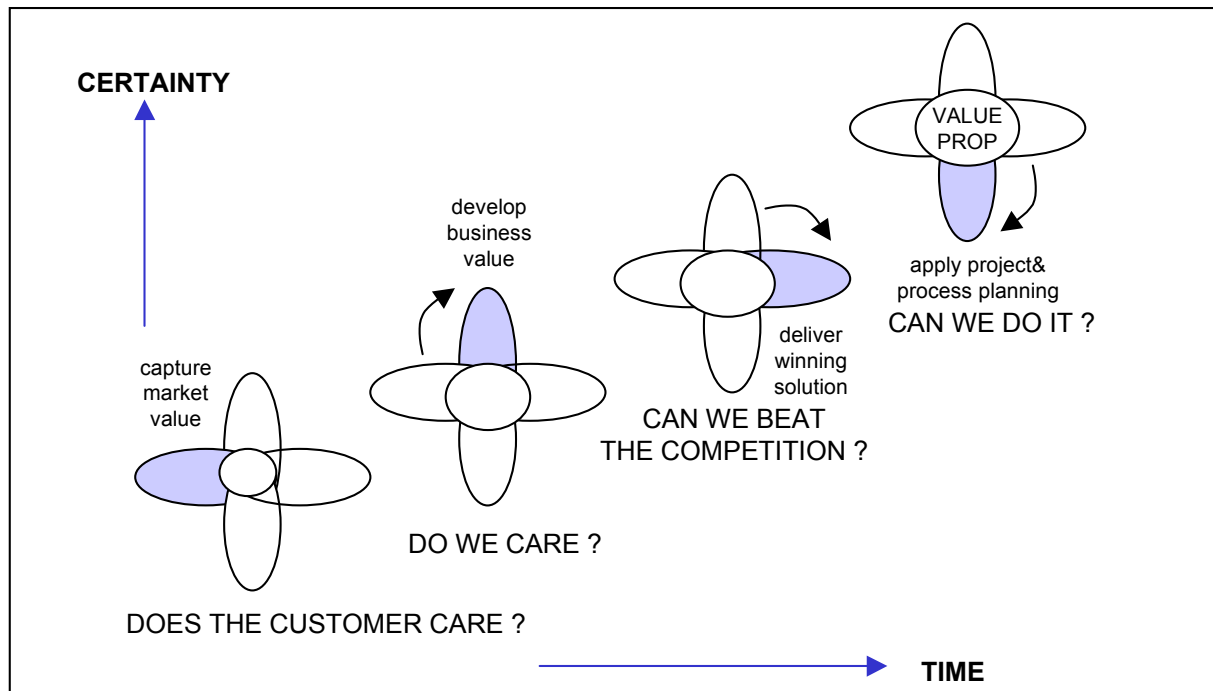 CERTAINTY
VALUE
PROP
develop
business
value
apply project&
process planning
CAN WE DO IT ?
deliver
winning
solution
capture
market
value
CAN WE BEAT
THE COMPETITION ?
DO WE CARE ?
DOES THE CUSTOMER CARE ?
TIME